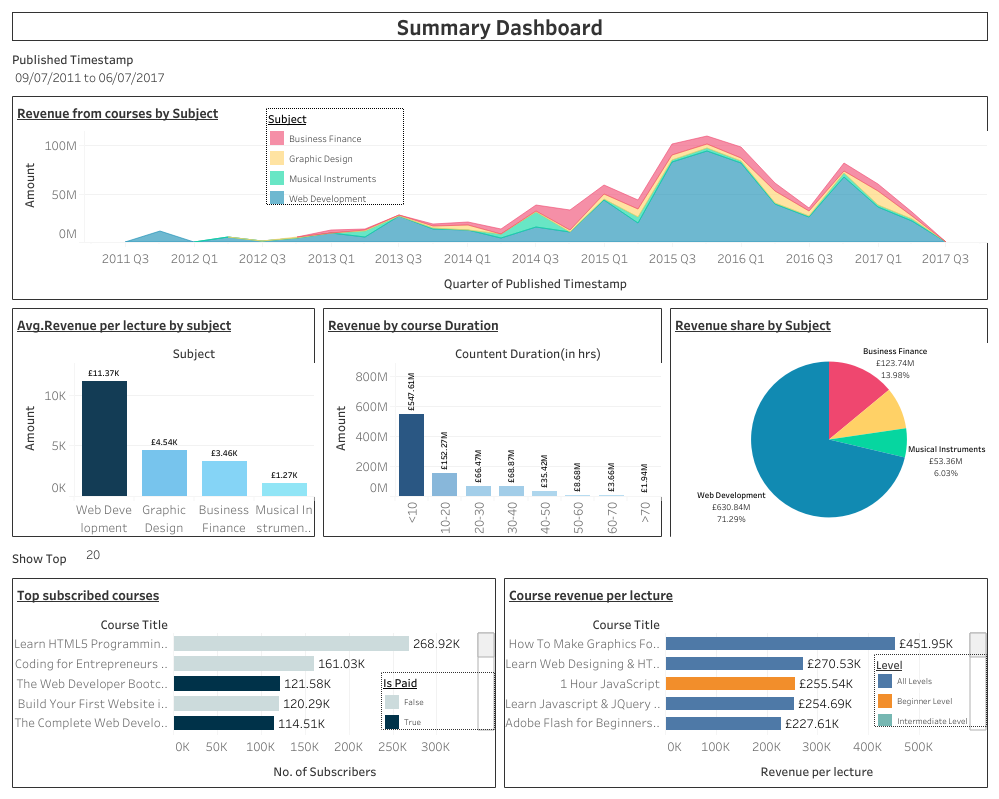 Summary Dashboard
Published Timestamp
09/07/2011 to 06/07/2017
Revenue from courses by Subject
Subject
Business Finance
Graphic Design
Musical Instruments
Web Development
Amount
100M
50M
0M
2011 Q3 2012 Q1 2012 Q3 2013 Q1 2013 Q3 2014 Q1 2014 Q3 2015 Q1 2015 Q3 2016 Q1 2016 Q3 2017 Q1 2017 Q3
Quarter of Published Timestamp
Avg.Revenue per lecture by subject
Subject
Amount
10K
5K
0K
£11.37K
£4.54K
£3.46K
£1.27K
Web Deve Graphic Business Musical In
lopment Design Finance strumen..
Revenue by course Duration
Countent Duration(in hrs)
Amount
800M
600M
400M
200M
0M
£547.61M
£152.27M
£66.47M
£68.87M
£35.42M
£8.68M
£3.66M
£1.94M
<10
10-20
20-30
30-40
40-50
50-60
60-70
>70
Revenue share by Subject
Business Finance
£123.74M
13.98%
Musical Instruments
£53.36M
6.03%
Web Development
£630.84M
71.29%
Show Top 20
Top subscribed courses
Course Title
Learn HTML5 Programmin.. 268.92K
Coding for Entrepreneurs .. 161.03K
The Web Developer Bootc.. 121.58K
Build Your First Website i.. 120.29K
The Complete Web Develo.. 114.51K
Is Paid
False
True
0K 50K 100K 150K 200K 250K 300K
No. of Subscribers
Course revenue per lecture
Course Title
How To Make Graphics Fo.. £451.95K
Learn Web Designing & HT.. £270.53K
1 Hour JavaScript £255.54K
Learn Javascript & JQuery .. £254.69K
Adobe Flash for Beginners.. £227.61K
Level
All Levels
Beginner Level
Intermediate Level
0K 100K 200K 300K 400K 500K
Revenue per lecture